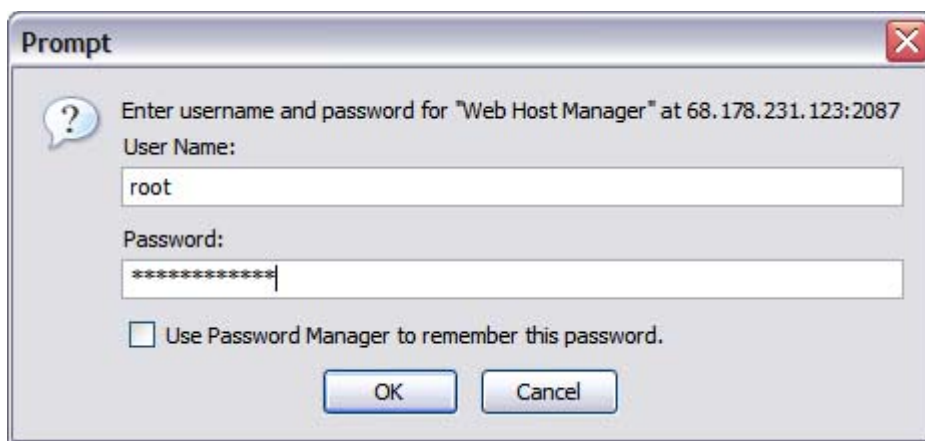 Prompt
Enter username and password for "Web Host Manager" at 68.178.231.123:2087
User Name:
root
Password:
*************
Use Password Manager to remember this password.
OK
Cancel